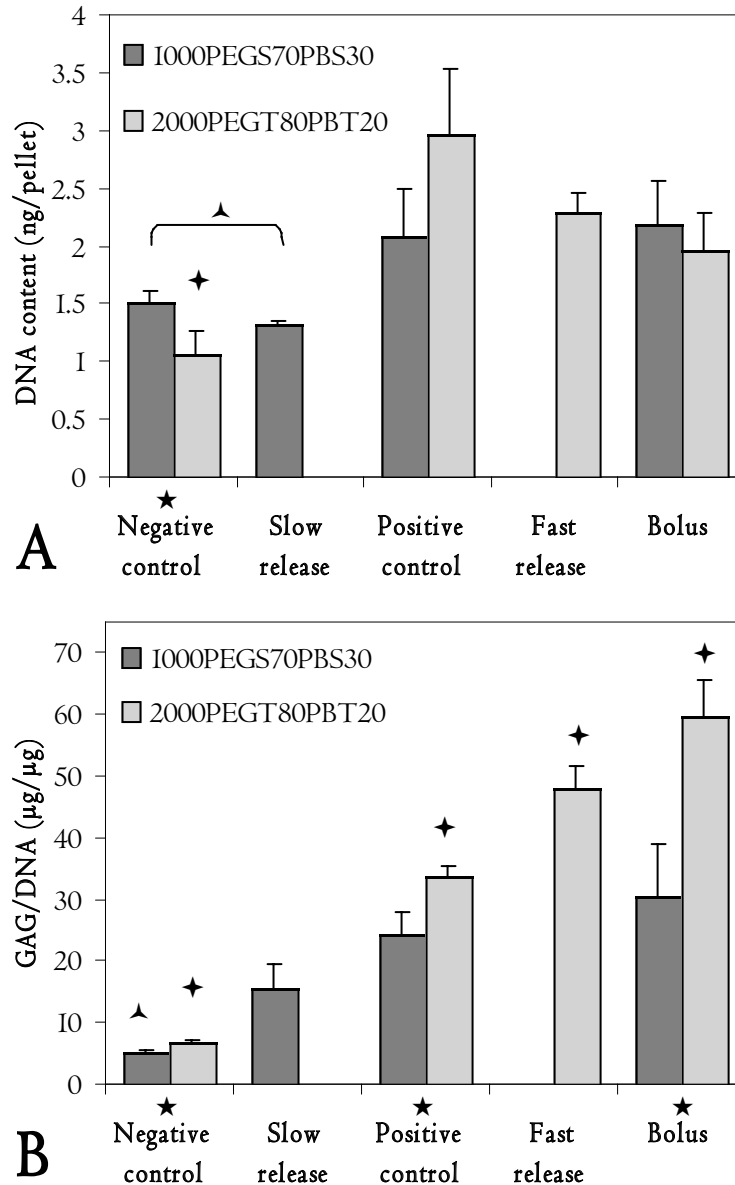 4
3.5
3
2.5
2
1.5
1
0.5
0
DNA content (ng/pellet)
1000PEGS70PBS30
2000PEGT80PBT20
Negative control
Slow release
Positive control
Fast release
Bolus
A
70
60
50
40
30
20
10
0
GAG/DNA (µg/µg)
1000PEGS70PBS30
2000PEGT80PBT20
Negative control
Slow release
Positive control
Fast release
Bolus
B